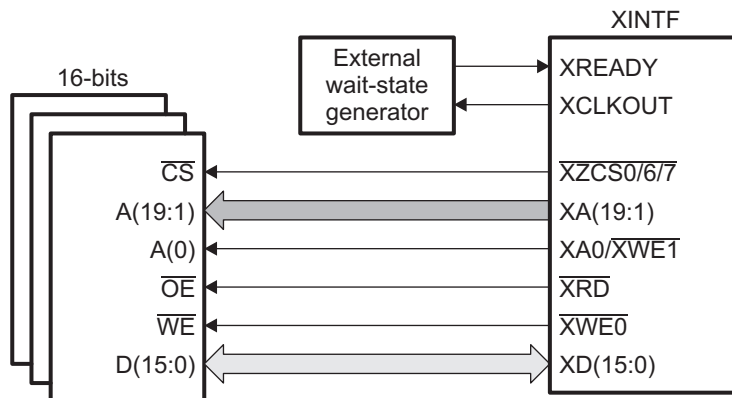 XINTF
External
wait-state
generator
XREADY
XCLKOUT
16-bits
CS
XZCS0/6/7
A(19:1)
XA(19:1)
A(0)
XA0/XWE1
OE
XRD
WE
XWE0
D(15:0)
XD(15:0)